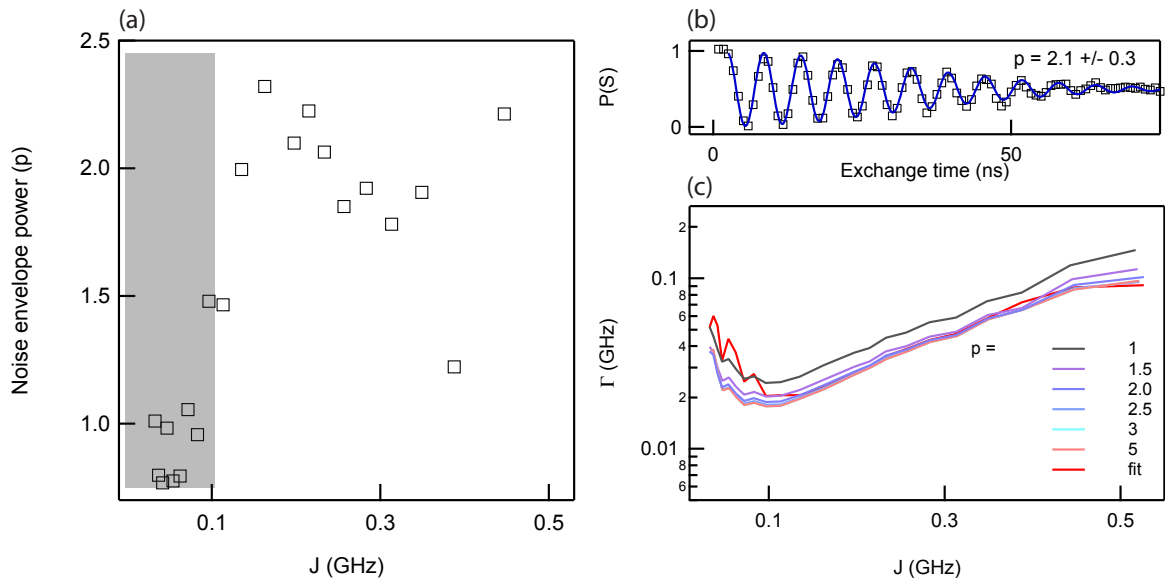 (a)
2.5
2.0
1.5
1.0
Noise envelope power (p)
0.1
0.3
0.5
J (GHz)
(b)
p = 2.1 +/- 0.3
1
0
P(S)
0
50
Exchange time (ns)
(c)
2
0.1
8
6
4
2
0.01
8
6
Γ (GHz)
p =
1
1.5
2.0
2.5
3
5
fit
0.1
0.3
0.5
J (GHz)